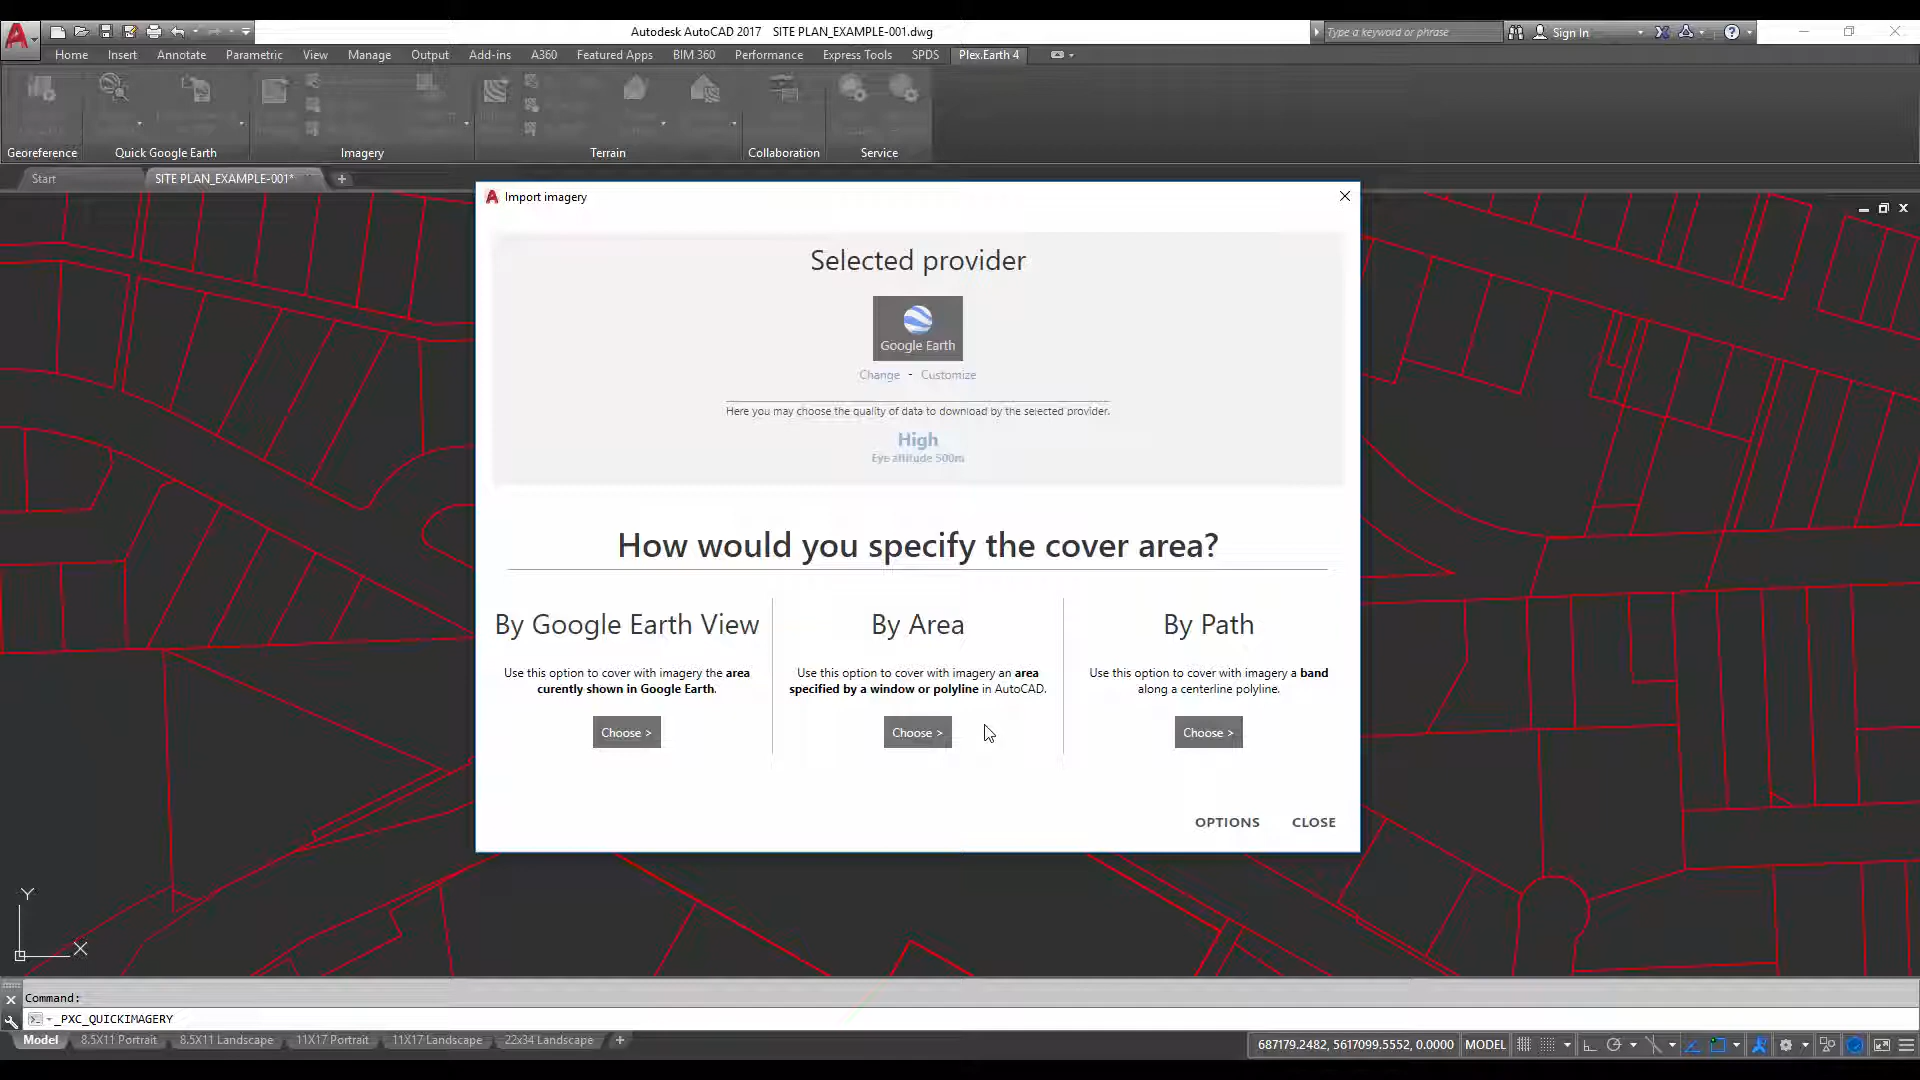 Autodesk AutoCAD 2017 SITE PLAN_EXAMPLE-001.dwg
Type a keyword or phrase
Sign In
Home Insert Annotate Parametric View Manage Output Add-ins A360 Featured Apps BIM 360 Performance Express Tools SPDS Plex.Earth 4
Georeference Quick Google Earth Imagery Terrain Collaboration Service
Start SITE PLAN_EXAMPLE-001*
Import imagery
Selected provider
Google Earth
Change - Customize
Here you may choose the quality of data to download by the selected provider.
High
Eye altitude 500m
How would you specify the cover area?
By Google Earth View
Use this option to cover with imagery the area
curently shown in Google Earth.
Choose >
By Area
Use this option to cover with imagery an area
specified by a window or polyline in AutoCAD.
Choose >
By Path
Use this option to cover with imagery a band
along a centerline polyline.
Choose >
OPTIONS CLOSE
Y
X
Command:
_PXC_QUICKIMAGERY
Model 8.5X11 Portrait 8.5X11 Landscape 11X17 Portrait 11X17 Landscape 22x34 Landscape
687179.2482, 5617099.5552, 0.0000 MODEL